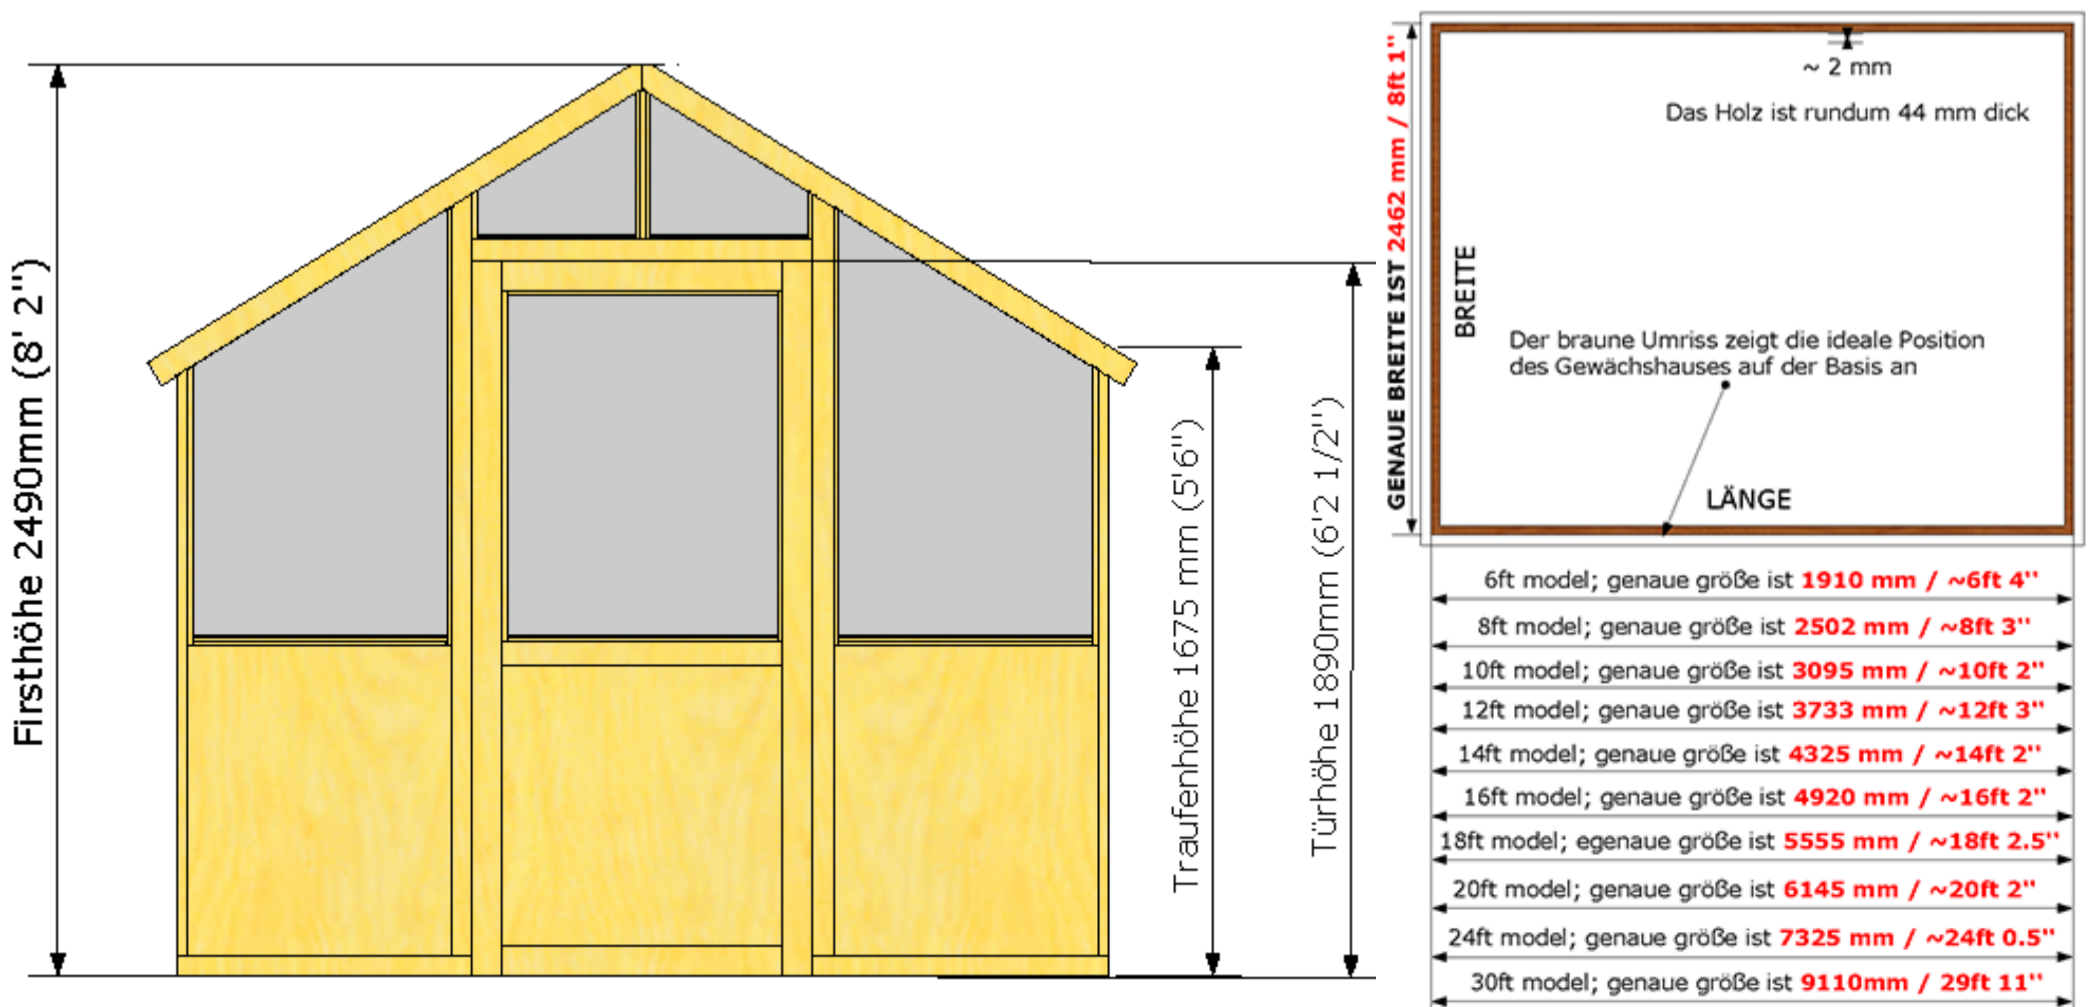 Firsthöhe 2490mm (8' 2'')
Traufenhöhe 1675 mm (5'6'')
Türhöhe 1890mm (6'2 1/2'')
GENAUE BREITE IST 2462 mm / 8ft 1''
~ 2 mm
Das Holz ist rundum 44 mm dick
BREITE
Der braune Umriss zeigt die ideale Position
des Gewächshauses auf der Basis an
LÄNGE
6ft model; genaue größe ist 1910 mm / ~6ft 4''
8ft model; genaue größe ist 2502 mm / ~8ft 3''
10ft model; genaue größe ist 3095 mm / ~10ft 2''
12ft model; genaue größe ist 3733 mm / ~12ft 3''
14ft model; genaue größe ist 4325 mm / ~14ft 2''
16ft model; genaue größe ist 4920 mm / ~16ft 2''
18ft model; egenaue größe ist 5555 mm / ~18ft 2.5''
20ft model; genaue größe ist 6145 mm / ~20ft 2''
24ft model; genaue größe ist 7325 mm / ~24ft 0.5''
30ft model; genaue größe ist 9110mm / 29ft 11''